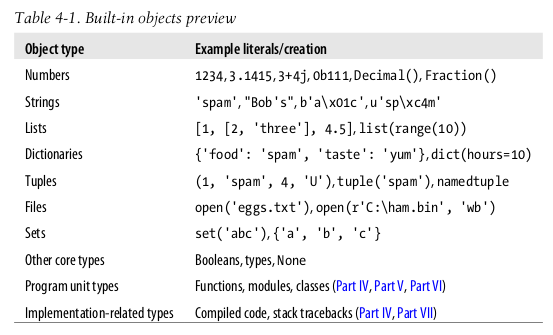 Table 4-1. Built-in objects preview
Object type Example literals/creation
Numbers 1234, 3.1415, 3+4j, 0b111, Decimal(), Fraction()
Strings 'spam', "Bob's", b'a\x01c', u'sp\xc4m'
Lists [1, [2, 'three'], 4.5], list(range(10))
Dictionaries {'food': 'spam', 'taste': 'yum'}, dict(hours=10)
Tuples (1, 'spam', 4, 'U'), tuple('spam'), namedtuple
Files open('eggs.txt'), open(r'C:\ham.bin', 'wb')
Sets set('abc'), {'a', 'b', 'c'}
Other core types Booleans, types, None
Program unit types Functions, modules, classes (Part IV, Part V, Part VI)
Implementation-related types Compiled code, stack tracebacks (Part IV, Part VII)